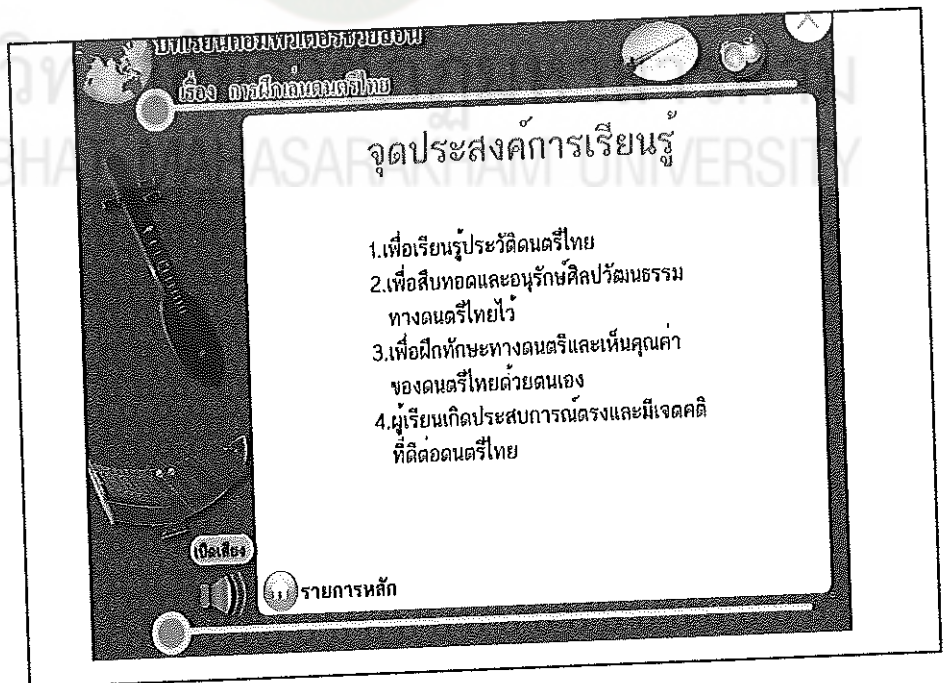 บทเรียนคอมพิวเตอร์ช่วยสอน
เรื่อง การฝึกเล่นดนตรีไทย
จุดประสงค์การเรียนรู้
1.เพื่อเรียนรู้ประวัติดนตรีไทย
2.เพื่อสืบทอดและอนุรักษ์ศิลปวัฒนธรรม
ทางดนตรีไทยไว้
3.เพื่อฝึกทักษะทางดนตรีและเห็นคุณค่า
ของดนตรีไทยด้วยตนเอง
4.ผู้เรียนเกิดประสบการณ์ตรงและมีเจตคติ
ที่ดีต่อดนตรีไทย
เปิดเสียง
รายการหลัก
UNIVERSITY